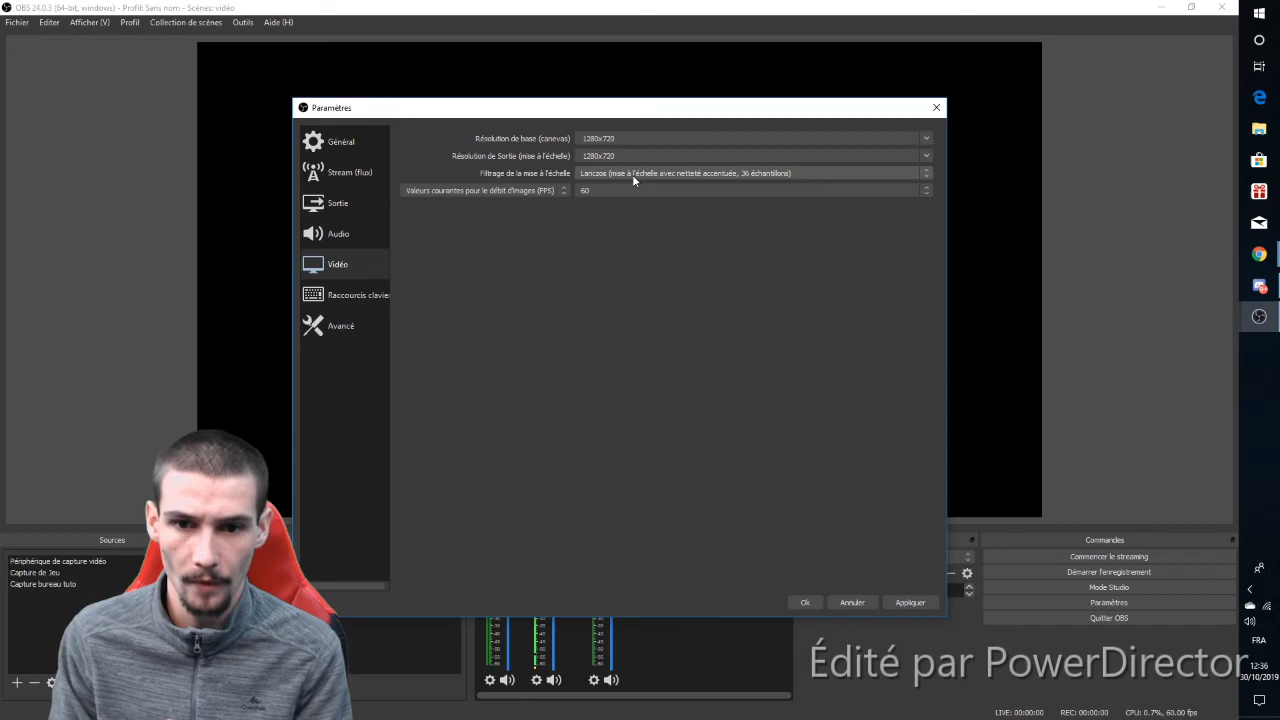 OBS 24.0.3 (64-bit, windows) - Profil: Sans nom - Scènes: vidéo
Fichier Editer Afficher (V) Profil Collection de scènes Outils Aide (H)
Paramètres
Général
Stream (flux)
Sortie
Audio
Vidéo
Raccourcis clavie
Avancé
Résolution de base (canevas) 1280x720
Résolution de Sortie (mise à l'échelle) 1280x720
Filtrage de la mise à l'échelle Lanczos (mise à l'échelle avec netteté accentuée, 36 échantillons)
Valeurs courantes pour le débit d'images (FPS) 60
Ok Annuler Appliquer
Sources
Périphérique de capture vidéo
Capture de Jeu
Capture bureau tuto
Commandes
Commencer le streaming
Démarrer l'enregistrement
Mode Studio
Paramètres
Quitter OBS
Édité par PowerDirector
FRA
12:36
30/10/2019
LIVE: 00:00:00 REC: 00:00:00 CPU: 0.7%, 60.00 fps